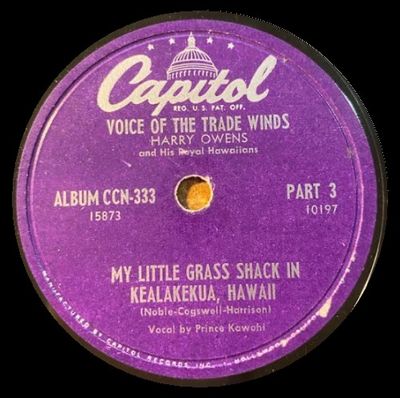 Capitol
REG. U.S. PAT. OFF.
VOICE OF THE TRADE WINDS
HARRY OWENS
and His Royal Hawaiians
ALBUM CCN-333
PART 3
15873
10197
MY LITTLE GRASS SHACK IN
KEALAKEKUA, HAWAII
(Noble-Cogswell-Harrison)
Vocal by Prince Kawohi
MANUFACTURED BY CAPITOL RECORDS INC.